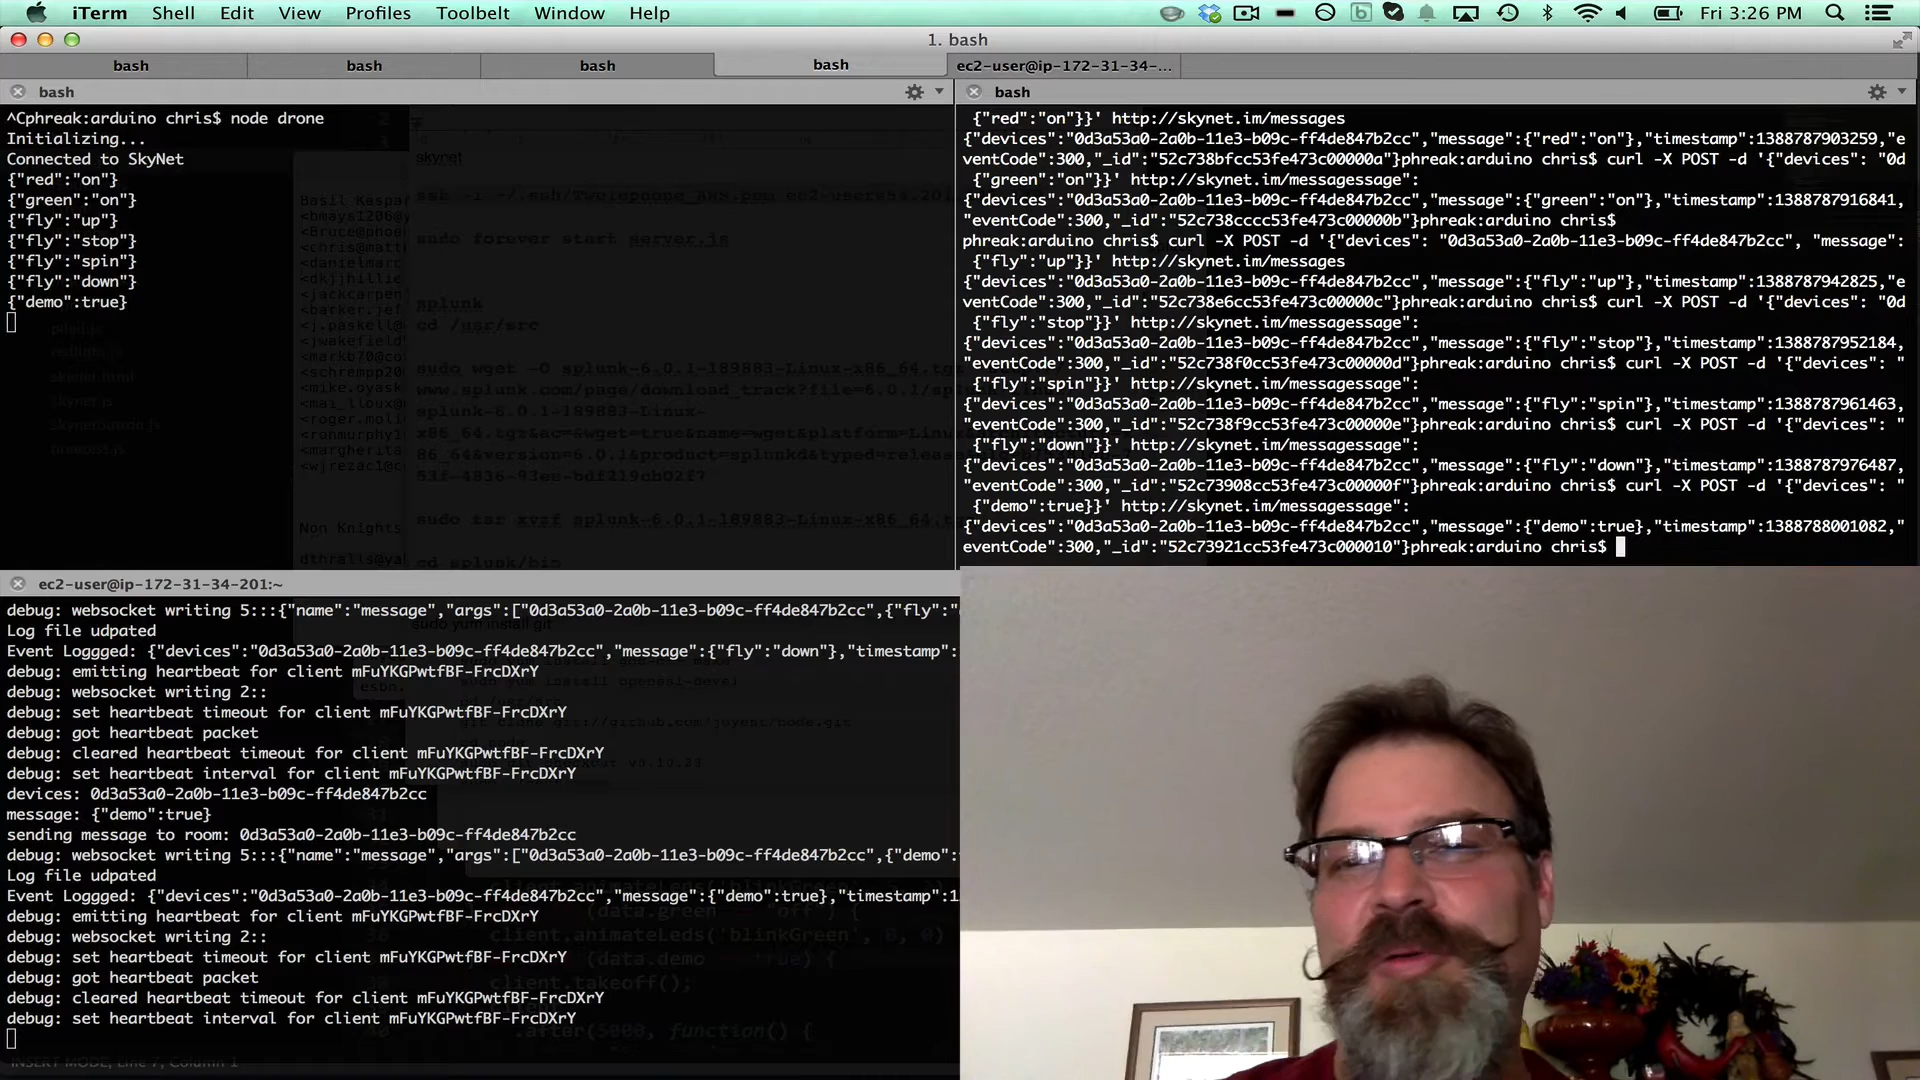 iTerm Shell Edit View Profiles Toolbelt Window Help Fri 3:26 PM
1. bash
bash bash bash bash ec2-user@ip-172-31-34-...
bash
^Cphreak:arduino chris$ node drone
Initializing...
Connected to SkyNet
{"red":"on"}
{"green":"on"}
{"fly":"up"}
{"fly":"stop"}
{"fly":"spin"}
{"fly":"down"}
{"demo":true}
bash
{"red":"on"}}' http://skynet.im/messages
{"devices":"0d3a53a0-2a0b-11e3-b09c-ff4de847b2cc","message":{"red":"on"},"timestamp":1388787903259,"e
ventCode":300,"_id":"52c738bfcc53fe473c00000a"}phreak:arduino chris$ curl -X POST -d '{"devices": "0d
{"green":"on"}}' http://skynet.im/messagessage":
{"devices":"0d3a53a0-2a0b-11e3-b09c-ff4de847b2cc","message":{"green":"on"},"timestamp":1388787916841,
"eventCode":300,"_id":"52c738cccc53fe473c00000b"}phreak:arduino chris$
phreak:arduino chris$ curl -X POST -d '{"devices": "0d3a53a0-2a0b-11e3-b09c-ff4de847b2cc", "message":
{"fly":"up"}}' http://skynet.im/messages
{"devices":"0d3a53a0-2a0b-11e3-b09c-ff4de847b2cc","message":{"fly":"up"},"timestamp":1388787942825,"e
ventCode":300,"_id":"52c738e6cc53fe473c00000c"}phreak:arduino chris$ curl -X POST -d '{"devices": "0d
{"fly":"stop"}}' http://skynet.im/messagessage":
{"devices":"0d3a53a0-2a0b-11e3-b09c-ff4de847b2cc","message":{"fly":"stop"},"timestamp":1388787952184,
"eventCode":300,"_id":"52c738f0cc53fe473c00000d"}phreak:arduino chris$ curl -X POST -d '{"devices": "
{"fly":"spin"}}' http://skynet.im/messagessage":
{"devices":"0d3a53a0-2a0b-11e3-b09c-ff4de847b2cc","message":{"fly":"spin"},"timestamp":1388787961463,
"eventCode":300,"_id":"52c738f9cc53fe473c00000e"}phreak:arduino chris$ curl -X POST -d '{"devices": "
{"fly":"down"}}' http://skynet.im/messagessage":
{"devices":"0d3a53a0-2a0b-11e3-b09c-ff4de847b2cc","message":{"fly":"down"},"timestamp":1388787976487,
"eventCode":300,"_id":"52c73908cc53fe473c00000f"}phreak:arduino chris$ curl -X POST -d '{"devices": "
{"demo":true}}' http://skynet.im/messagessage":
{"devices":"0d3a53a0-2a0b-11e3-b09c-ff4de847b2cc","message":{"demo":true},"timestamp":1388788001082,"
eventCode":300,"_id":"52c73921cc53fe473c000010"}phreak:arduino chris$
ec2-user@ip-172-31-34-201:~
debug: websocket writing 5:::{"name":"message","args":["0d3a53a0-2a0b-11e3-b09c-ff4de847b2cc",{"fly":"
Log file udpated
Event Loggged: {"devices":"0d3a53a0-2a0b-11e3-b09c-ff4de847b2cc","message":{"fly":"down"},"timestamp":
debug: emitting heartbeat for client mFuYKGPwtfBF-FrcDXrY
debug: websocket writing 2::
debug: set heartbeat timeout for client mFuYKGPwtfBF-FrcDXrY
debug: got heartbeat packet
debug: cleared heartbeat timeout for client mFuYKGPwtfBF-FrcDXrY
debug: set heartbeat interval for client mFuYKGPwtfBF-FrcDXrY
devices: 0d3a53a0-2a0b-11e3-b09c-ff4de847b2cc
message: {"demo":true}
sending message to room: 0d3a53a0-2a0b-11e3-b09c-ff4de847b2cc
debug: websocket writing 5:::{"name":"message","args":["0d3a53a0-2a0b-11e3-b09c-ff4de847b2cc",{"demo":
Log file udpated
Event Loggged: {"devices":"0d3a53a0-2a0b-11e3-b09c-ff4de847b2cc","message":{"demo":true},"timestamp":1
debug: emitting heartbeat for client mFuYKGPwtfBF-FrcDXrY
debug: websocket writing 2::
debug: set heartbeat timeout for client mFuYKGPwtfBF-FrcDXrY
debug: got heartbeat packet
debug: cleared heartbeat timeout for client mFuYKGPwtfBF-FrcDXrY
debug: set heartbeat interval for client mFuYKGPwtfBF-FrcDXrY
INSERT MODE, Line 7, Column 1